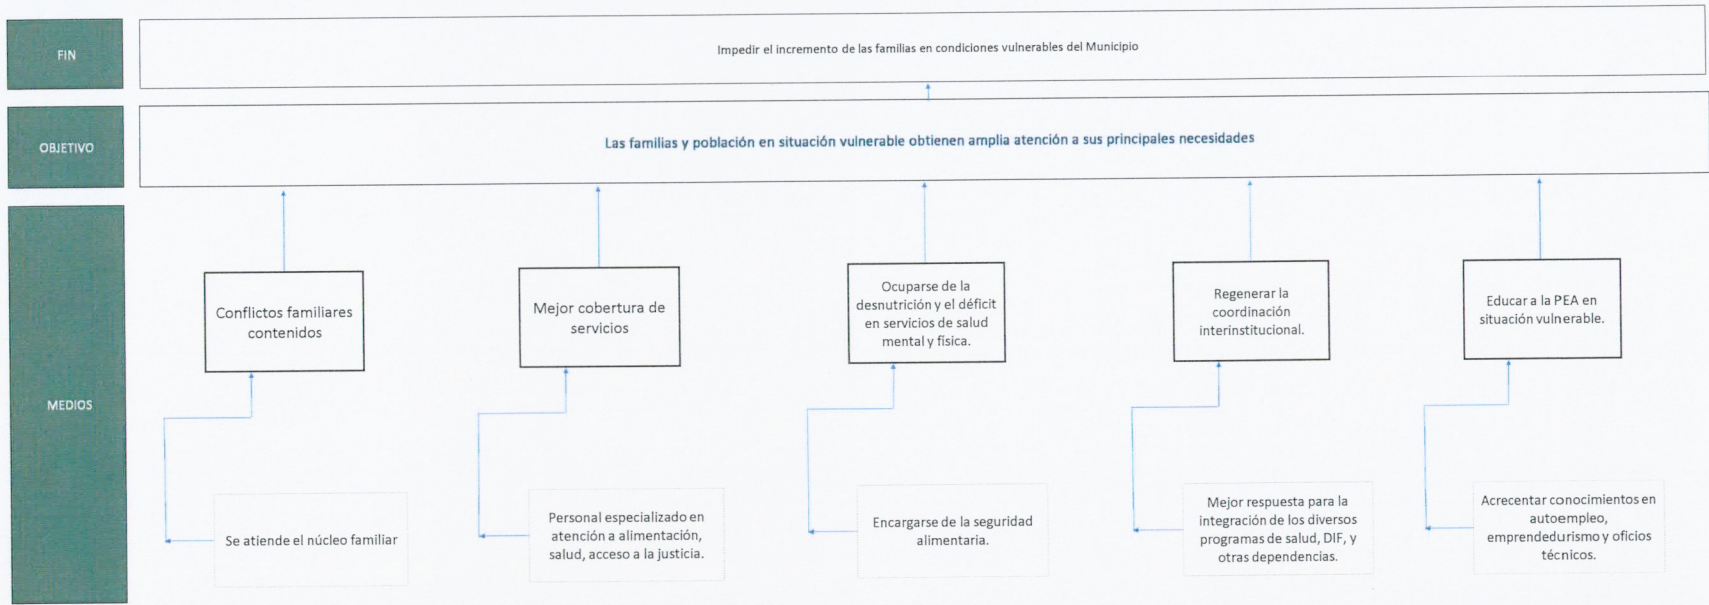 FIN
Impedir el incremento de las familias en condiciones vulnerables del Municipio
OBJETIVO
Las familias y población en situación vulnerable obtienen amplia atención a sus principales necesidades
MEDIOS
Conflictos familiares
contenidos
Mejor cobertura de
servicios
Ocuparse de la
desnutrición y el déficit
en servicios de salud
mental y física.
Regenerar la
coordinación
interinstitucional.
Educar a la PEA en
situación vulnerable.
Se atiende el núcleo familiar
Personal especializado en
atención a alimentación,
salud, acceso a la justicia.
Encargarse de la seguridad
alimentaria.
Mejor respuesta para la
integración de los diversos
programas de salud, DIF, y
otras dependencias.
Acrecentar conocimientos en
autoempleo,
emprendedurismo y oficios
técnicos.